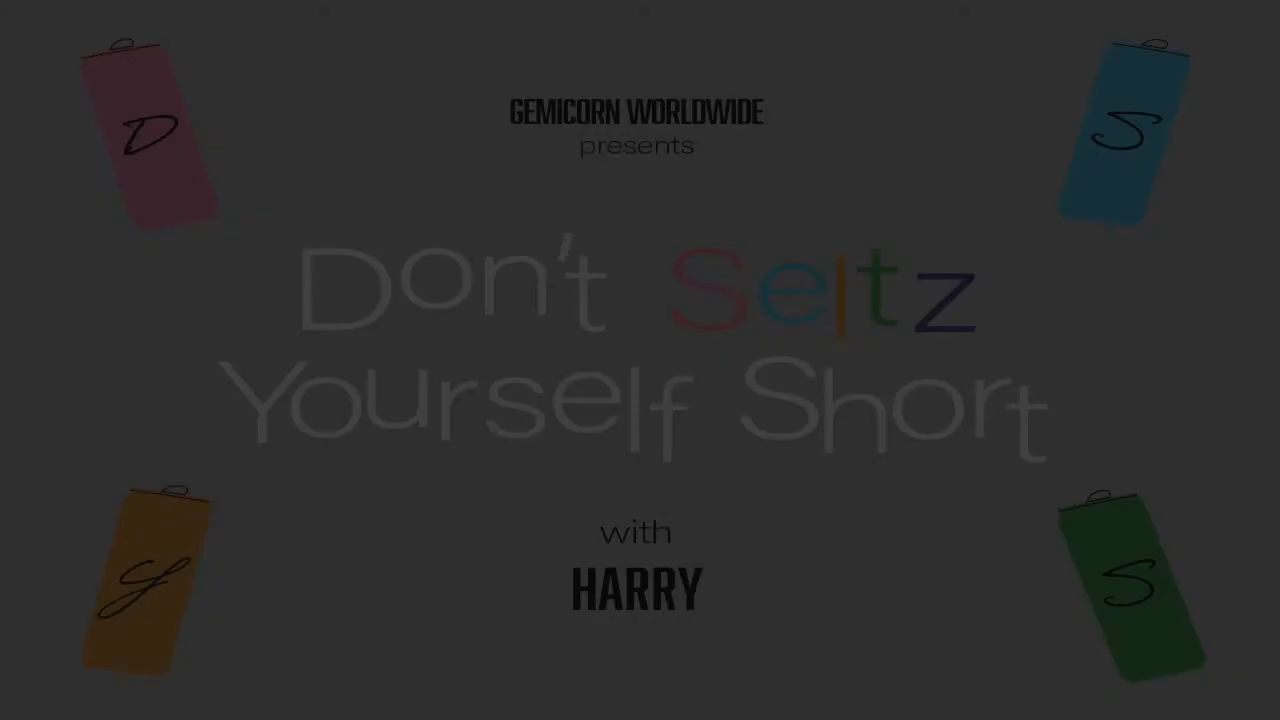 D
S
GEMICORN WORLDWIDE
presents
Don't Seltz
Yourself Short
with
HARRY
Y
S